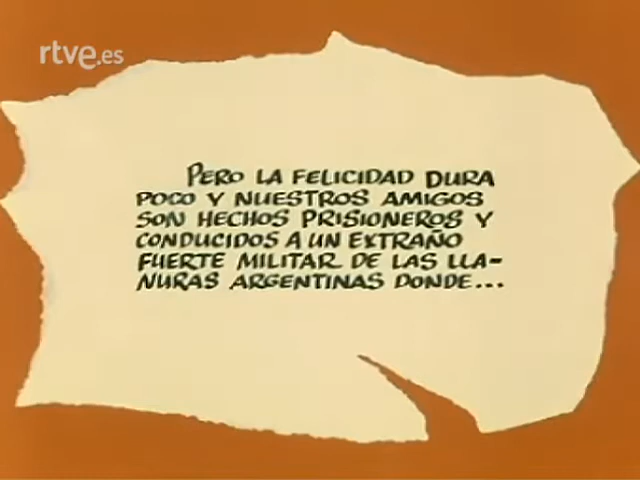 rtve.es
PERO LA FELICIDAD DURA
POCO Y NUESTROS AMIGOS
SON HECHOS PRISIONEROS Y
CONDUCIDOS A UN EXTRAÑO
FUERTE MILITAR DE LAS LLA-
NURAS ARGENTINAS DONDE...